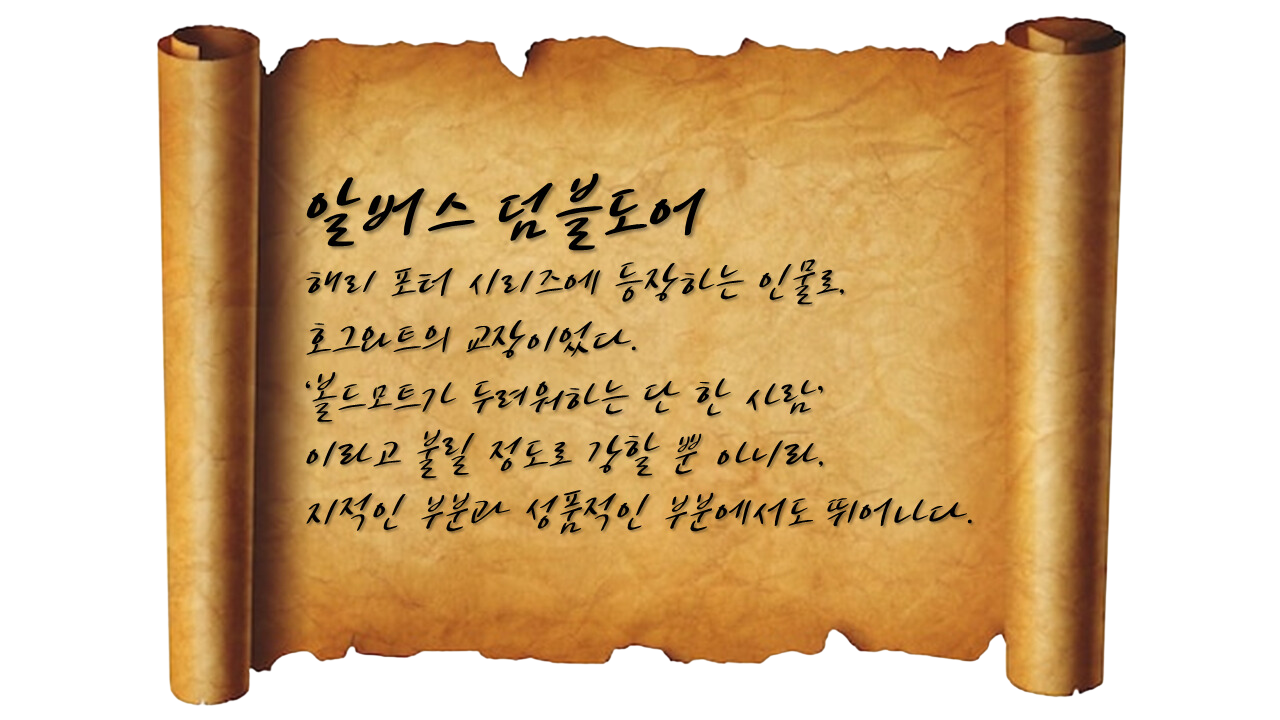 알버스 덤블도어
해리 포터 시리즈에 등장하는 인물로,
호그와트의 교장이었다.
‘볼드모트가 두려워하는 단 한 사람’
이라고 불릴 정도로 강할 뿐 아니라,
지적인 부분과 성품적인 부분에서도 뛰어나다.